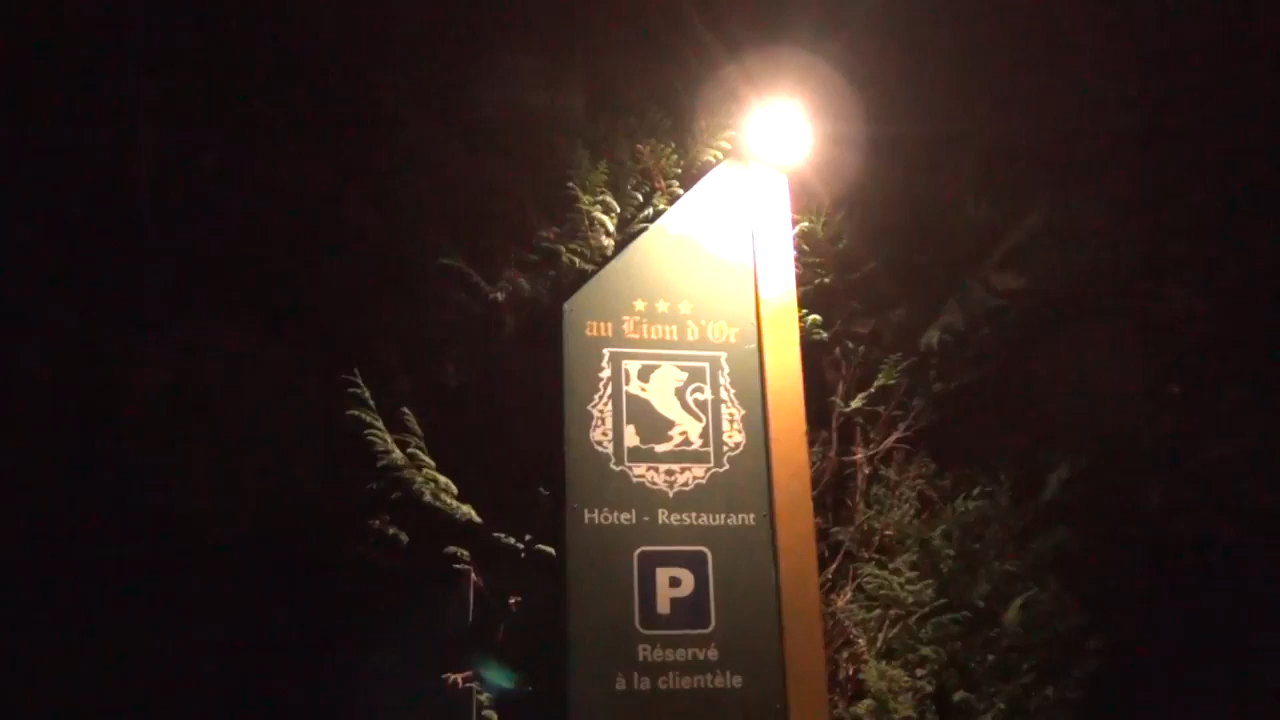 au Lion d'Or
Hôtel - Restaurant
P
Réservé
à la clientèle